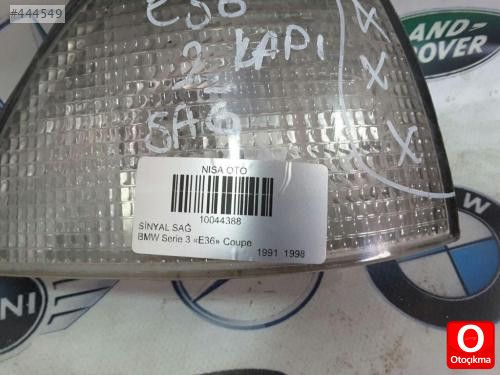 #444549
E36
2 KAPI
SAĞ
X
X
X
LAND-
ROVER
NISA OTO
10044388
SİNYAL SAĞ
BMW Serie 3 «E36» Coupe
1991 1998
INI
O
Otoçıkma